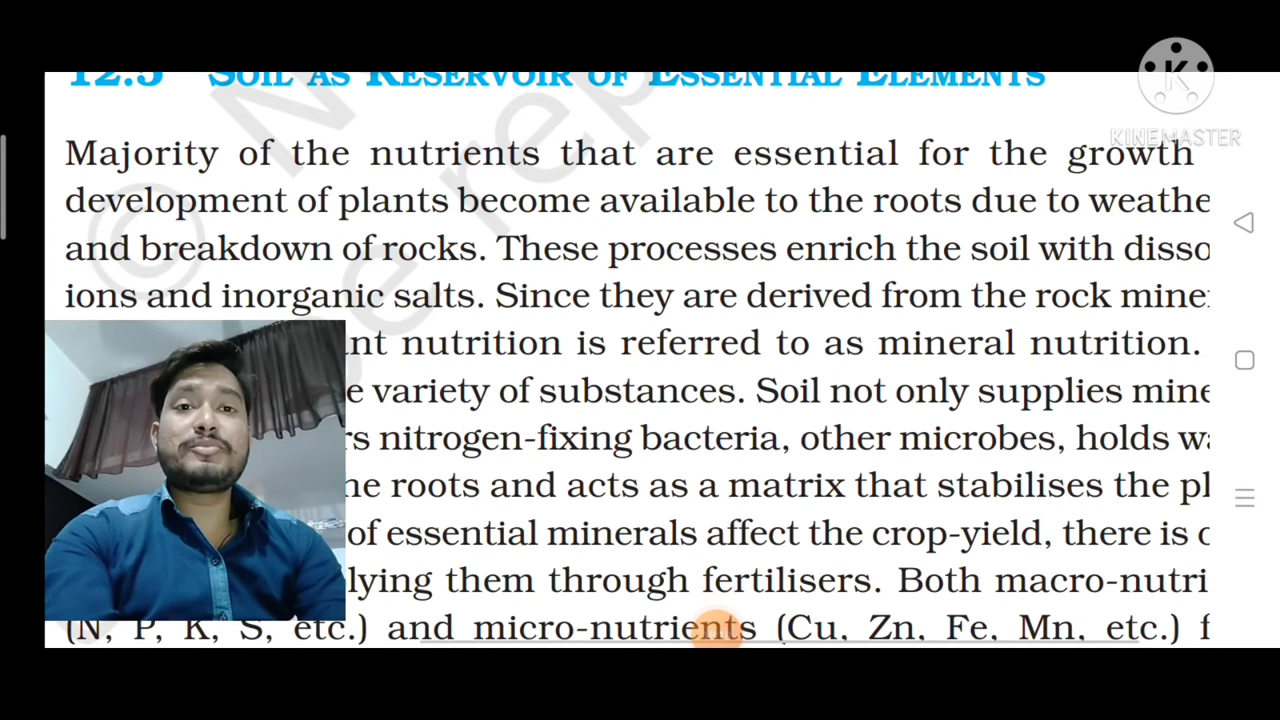 12.5 SOIL AS RESERVOIR OF ESSENTIAL ELEMENTS
K
KINEMASTER
Majority of the nutrients that are essential for the growth
development of plants become available to the roots due to weathe
and breakdown of rocks. These processes enrich the soil with disso
ions and inorganic salts. Since they are derived from the rock mine
nt nutrition is referred to as mineral nutrition.
e variety of substances. Soil not only supplies mine
rs nitrogen-fixing bacteria, other microbes, holds wa
he roots and acts as a matrix that stabilises the pl
of essential minerals affect the crop-yield, there is
lying them through fertilisers. Both macro-nutri
(N, P, K, S, etc.) and micro-nutrients (Cu, Zn, Fe, Mn, etc.) f